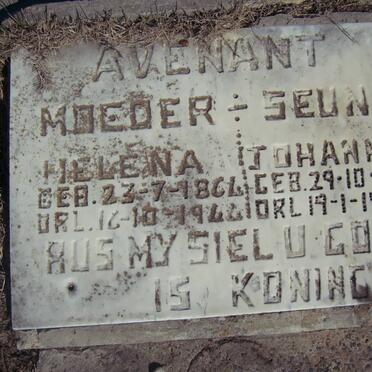 AVENANT
MOEDER ÷ SEUN
HELENA JOHANN
GEB. 23-7-1864 GEB. 29-10-
ORL. 16-10-1944 ORL 19-1-1
RUS MY SIEL U GO
IS KONING